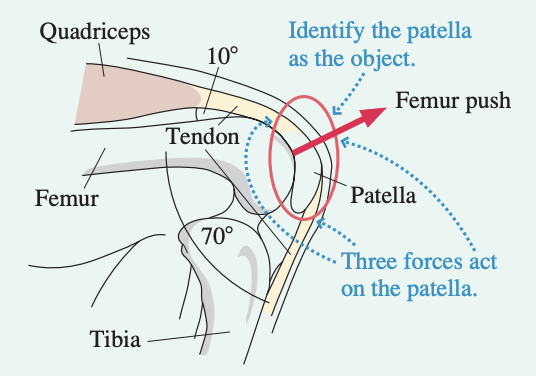 Quadriceps
10°
Identify the patella
as the object.
Femur push
Tendon
Femur
Patella
70°
Three forces act
on the patella.
Tibia